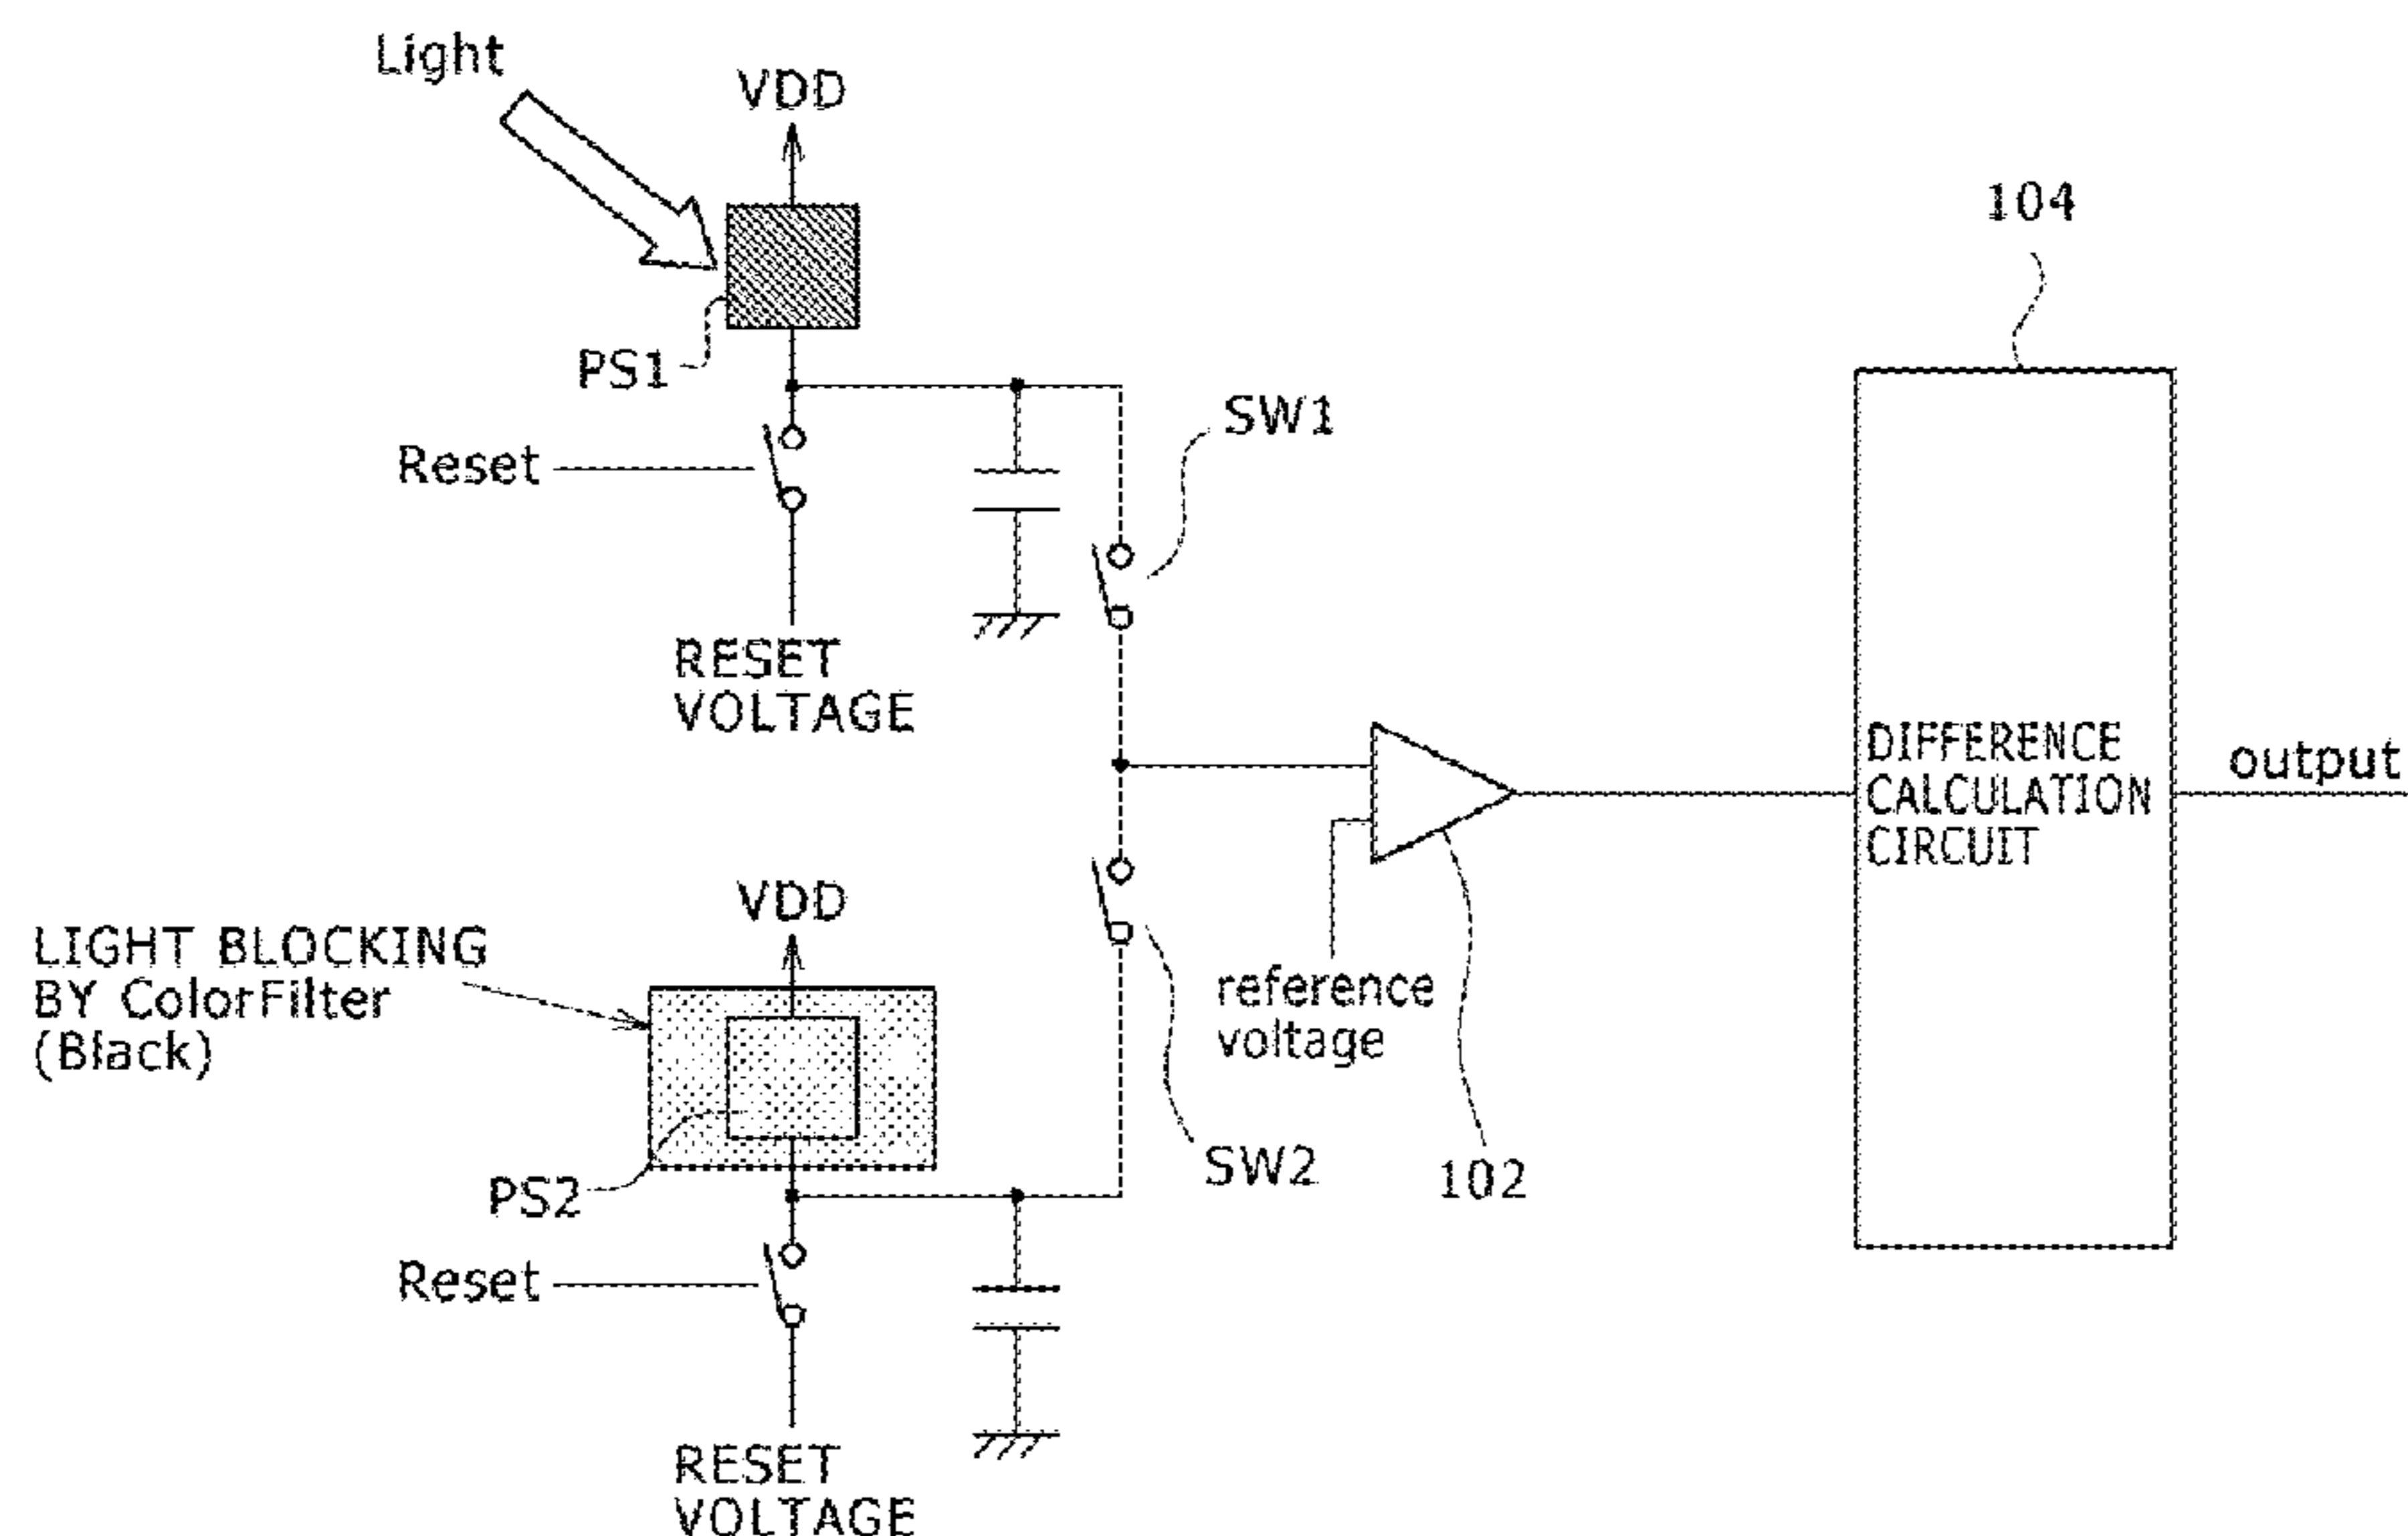 Light
VDD
104
PS1
SW1
Reset
RESET
VOLTAGE
DIFFERENCE
CALCULATION
CIRCUIT
output
VDD
LIGHT BLOCKING
BY ColorFilter
(Black)
reference
voltage
SW2
102
PS2
Reset
RESET
VOLTAGE